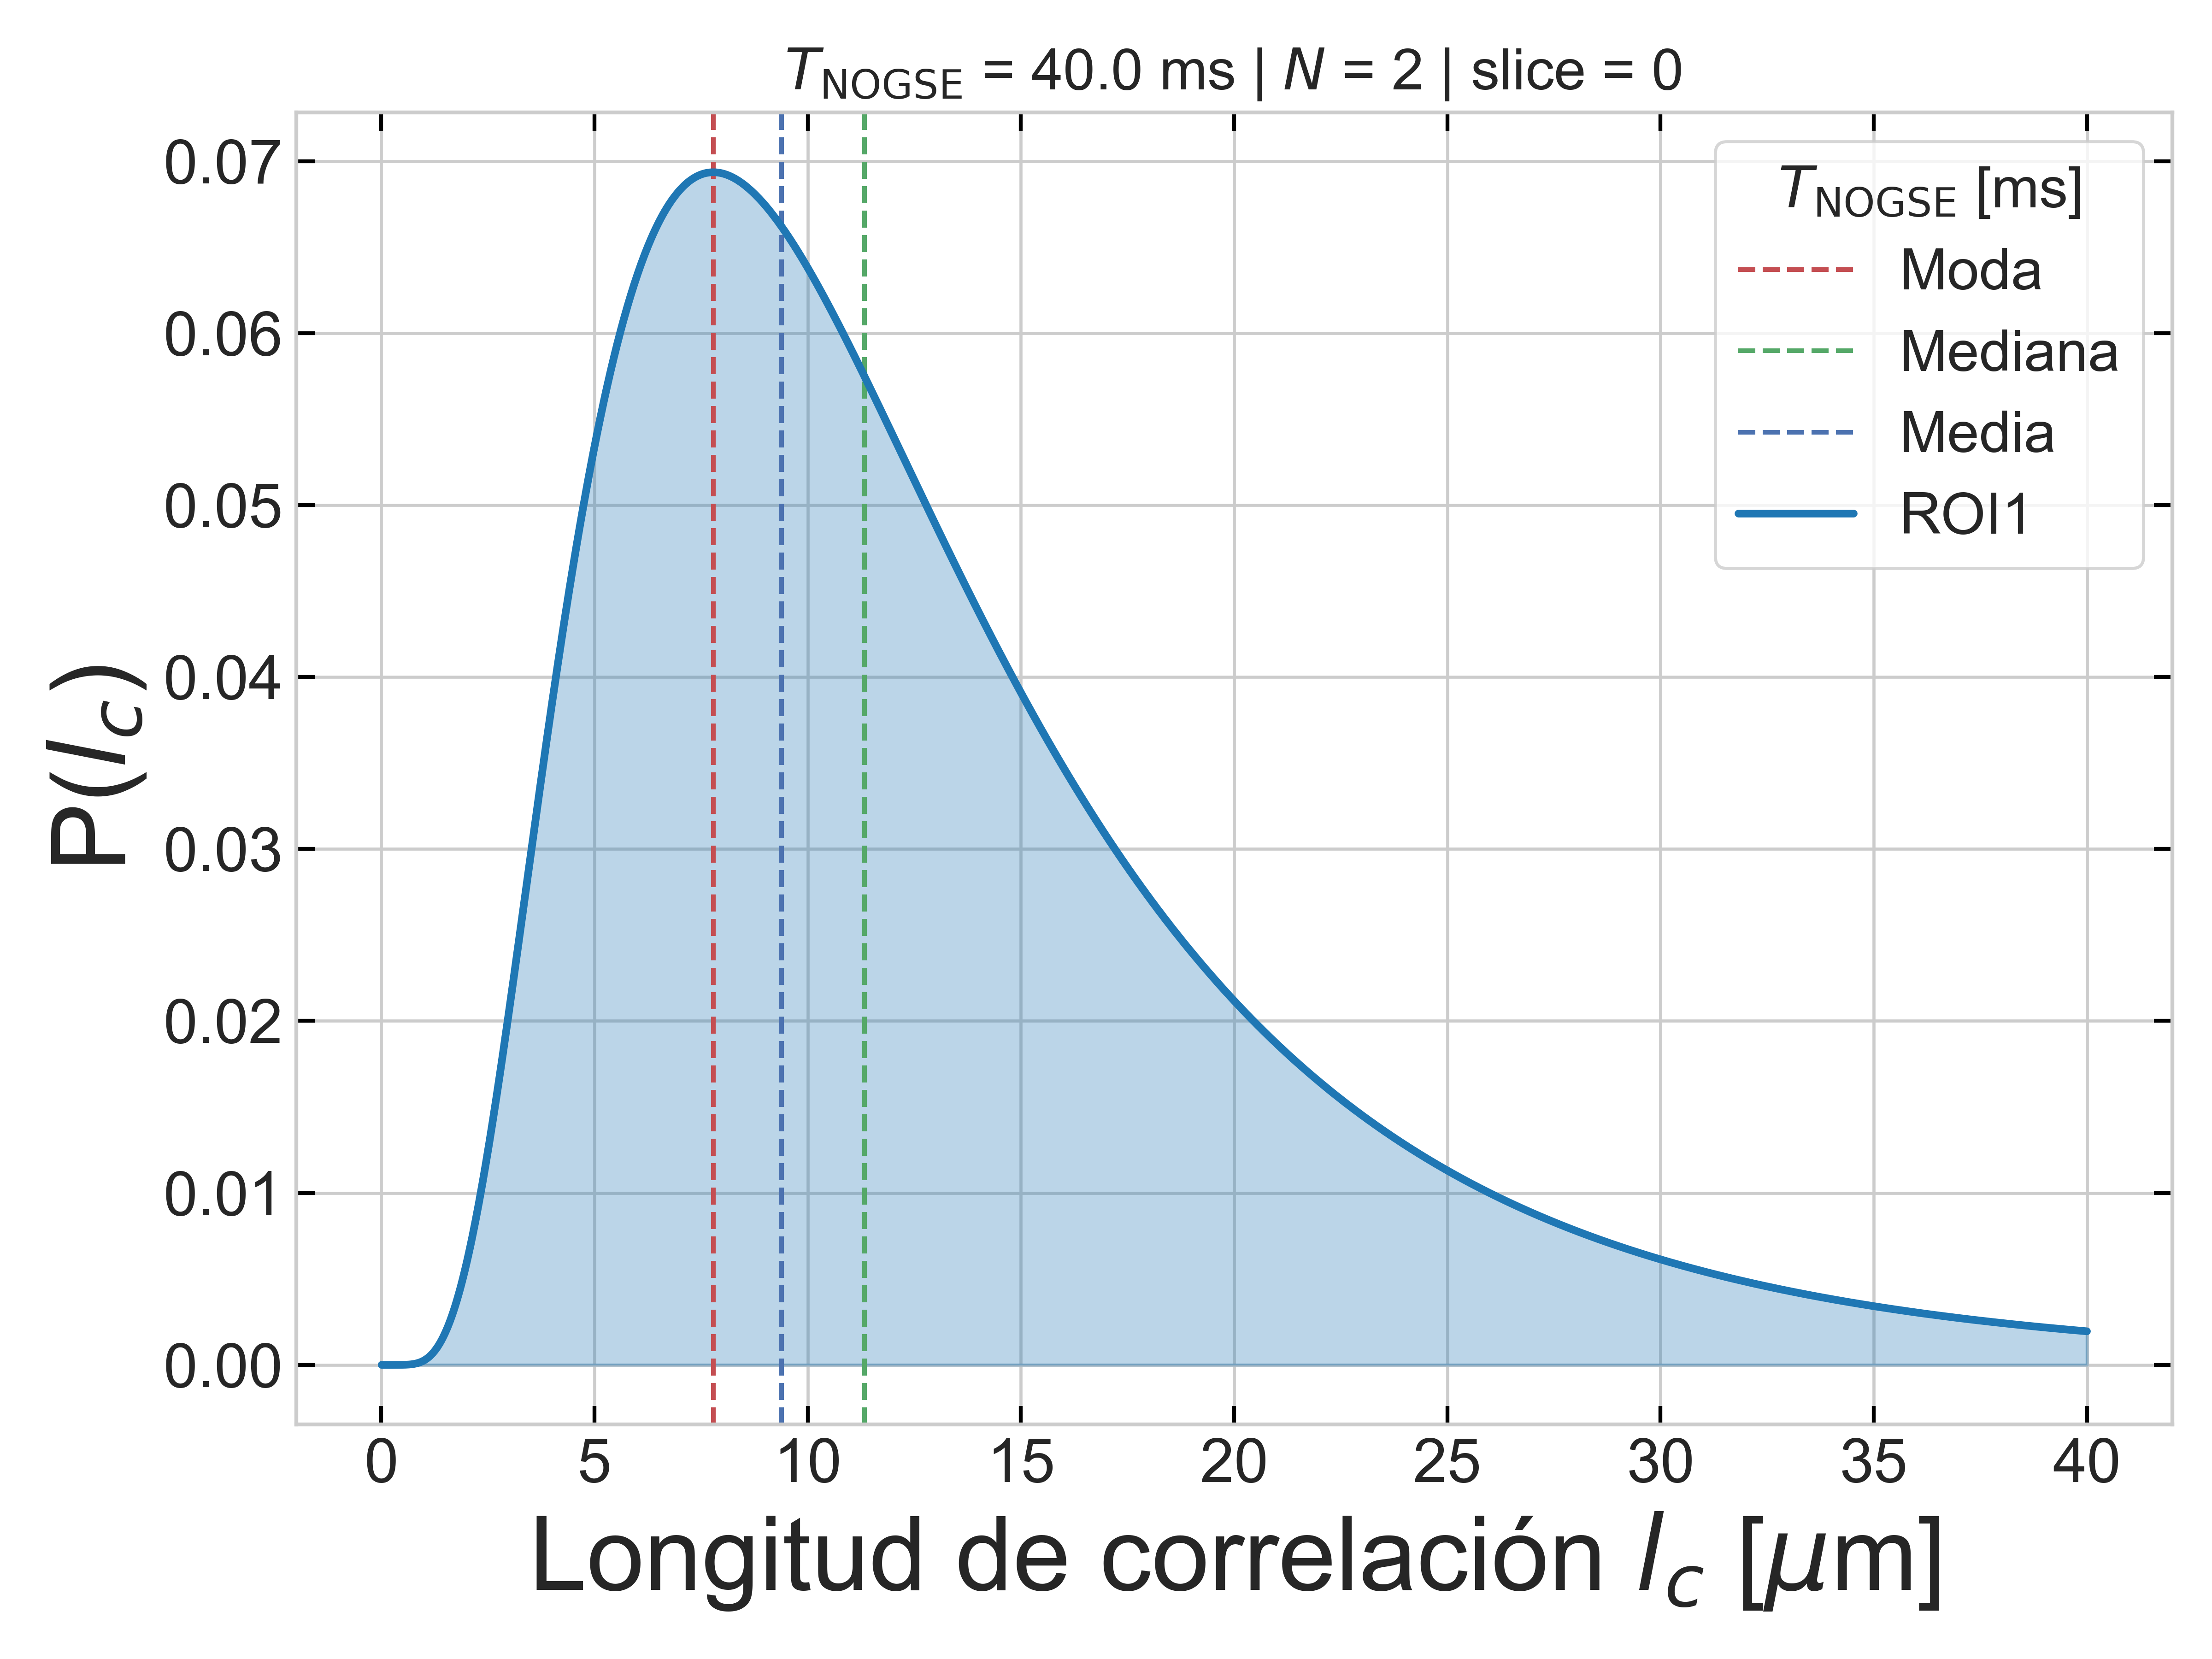 T_NOGSE = 40.0 ms | N = 2 | slice = 0
P(l_c)
0.07
0.06
0.05
0.04
0.03
0.02
0.01
0.00
T_NOGSE [ms]
Moda
Mediana
Media
ROI1
0 5 10 15 20 25 30 35 40
Longitud de correlación l_c [μm]